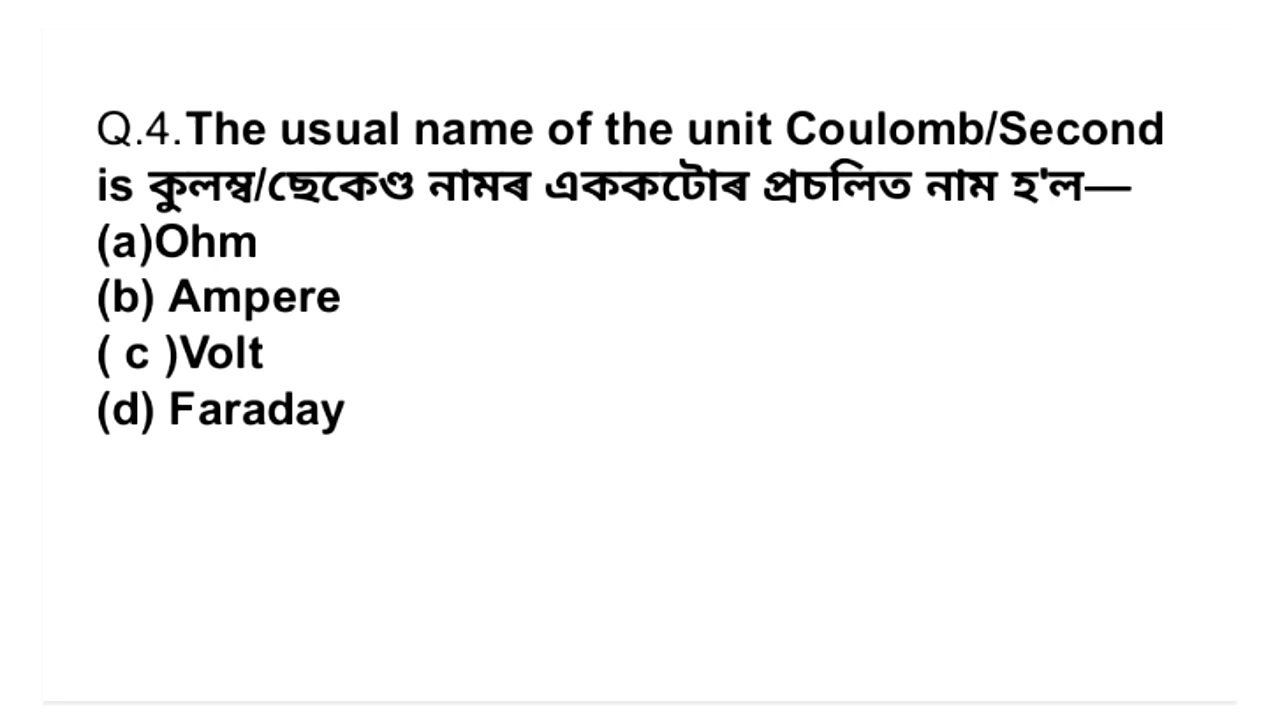 Q.4.The usual name of the unit Coulomb/Second
is কুলম্ব/ছেকেণ্ড নামৰ এককটোৰ প্ৰচলিত নাম হ'ল—
(a)Ohm
(b) Ampere
( c )Volt
(d) Faraday